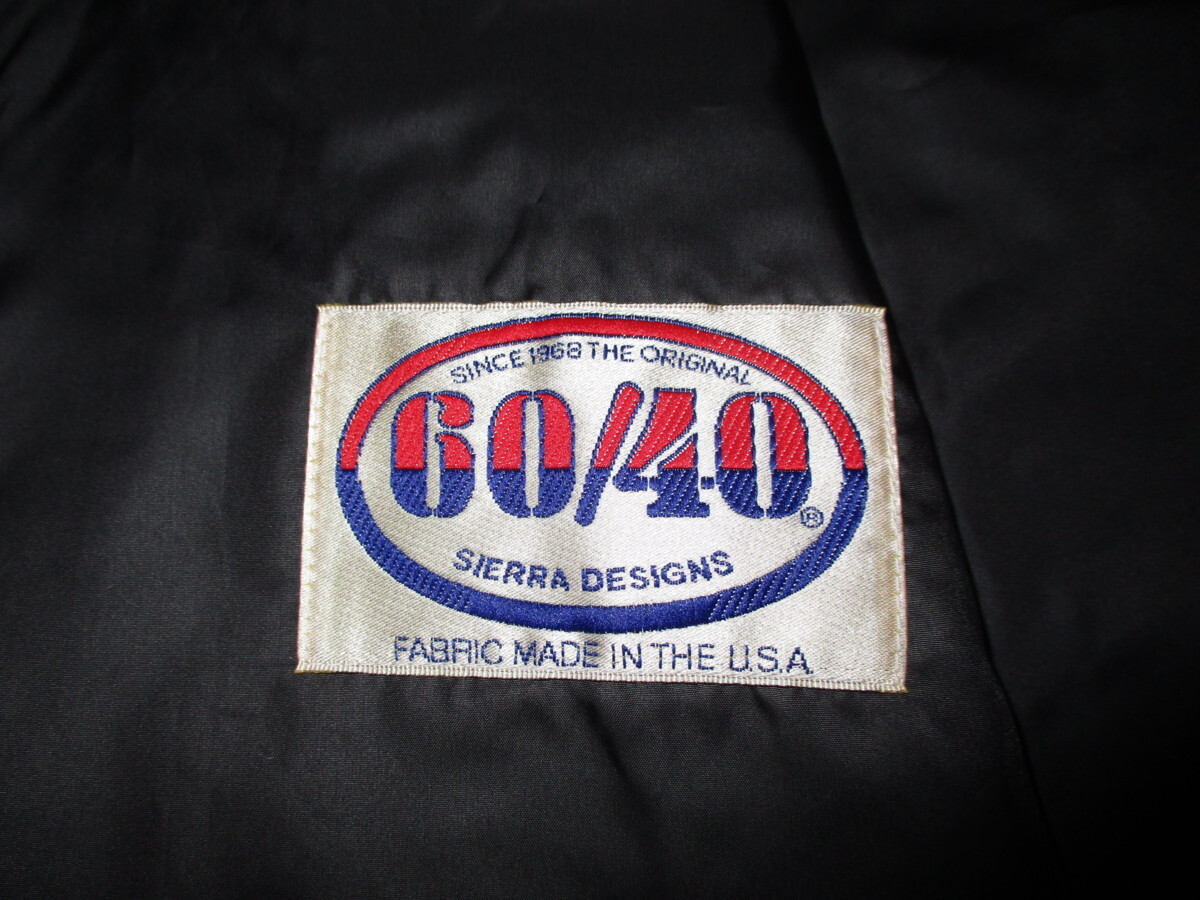 SINCE 1968 THE ORIGINAL
60/40®
SIERRA DESIGNS
FABRIC MADE IN THE U.S.A.